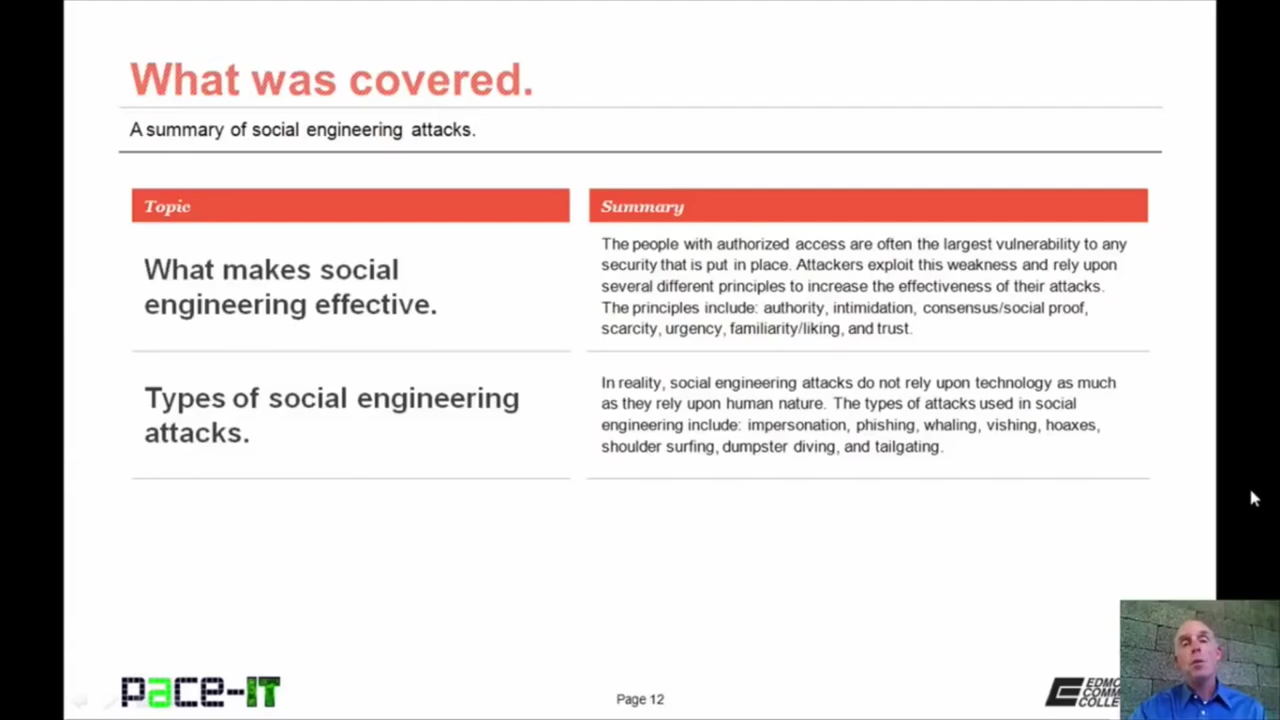 What was covered.
A summary of social engineering attacks.
Topic
Summary
What makes social
engineering effective.
The people with authorized access are often the largest vulnerability to any
security that is put in place. Attackers exploit this weakness and rely upon
several different principles to increase the effectiveness of their attacks.
The principles include: authority, intimidation, consensus/social proof,
scarcity, urgency, familiarity/liking, and trust.
Types of social engineering
attacks.
In reality, social engineering attacks do not rely upon technology as much
as they rely upon human nature. The types of attacks used in social
engineering include: impersonation, phishing, whaling, vishing, hoaxes,
shoulder surfing, dumpster diving, and tailgating.
pace-IT
Page 12
EDMO
COMM
COLLE